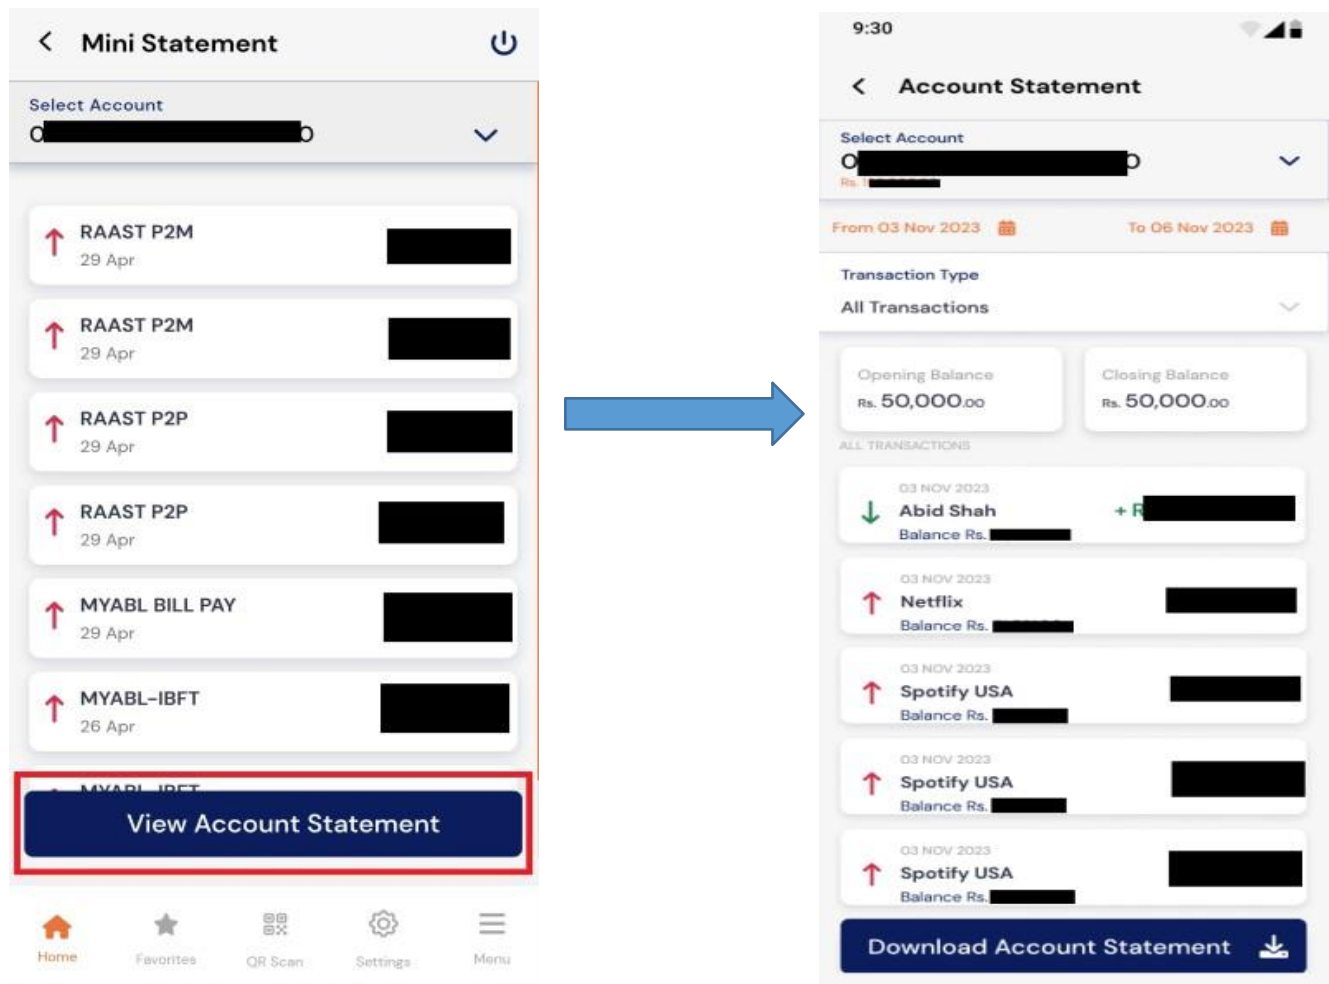 Mini Statement
Select Account
RAAST P2M
29 Apr
RAAST P2M
29 Apr
RAAST P2P
29 Apr
RAAST P2P
29 Apr
MYABL BILL PAY
29 Apr
MYABL-IBFT
26 Apr
MYABL-IBFT
View Account Statement
Home
Favorites
QR Scan
Settings
Menu
9:30
Account Statement
Select Account
Rs.
From 03 Nov 2023 To 06 Nov 2023
Transaction Type
All Transactions
Opening Balance
Rs. 50,000.00
Closing Balance
Rs. 50,000.00
ALL TRANSACTIONS
03 NOV 2023
Abid Shah + R
Balance Rs.
03 NOV 2023
Netflix
Balance Rs.
03 NOV 2023
Spotify USA
Balance Rs.
03 NOV 2023
Spotify USA
Balance Rs.
03 NOV 2023
Spotify USA
Balance Rs.
Download Account Statement